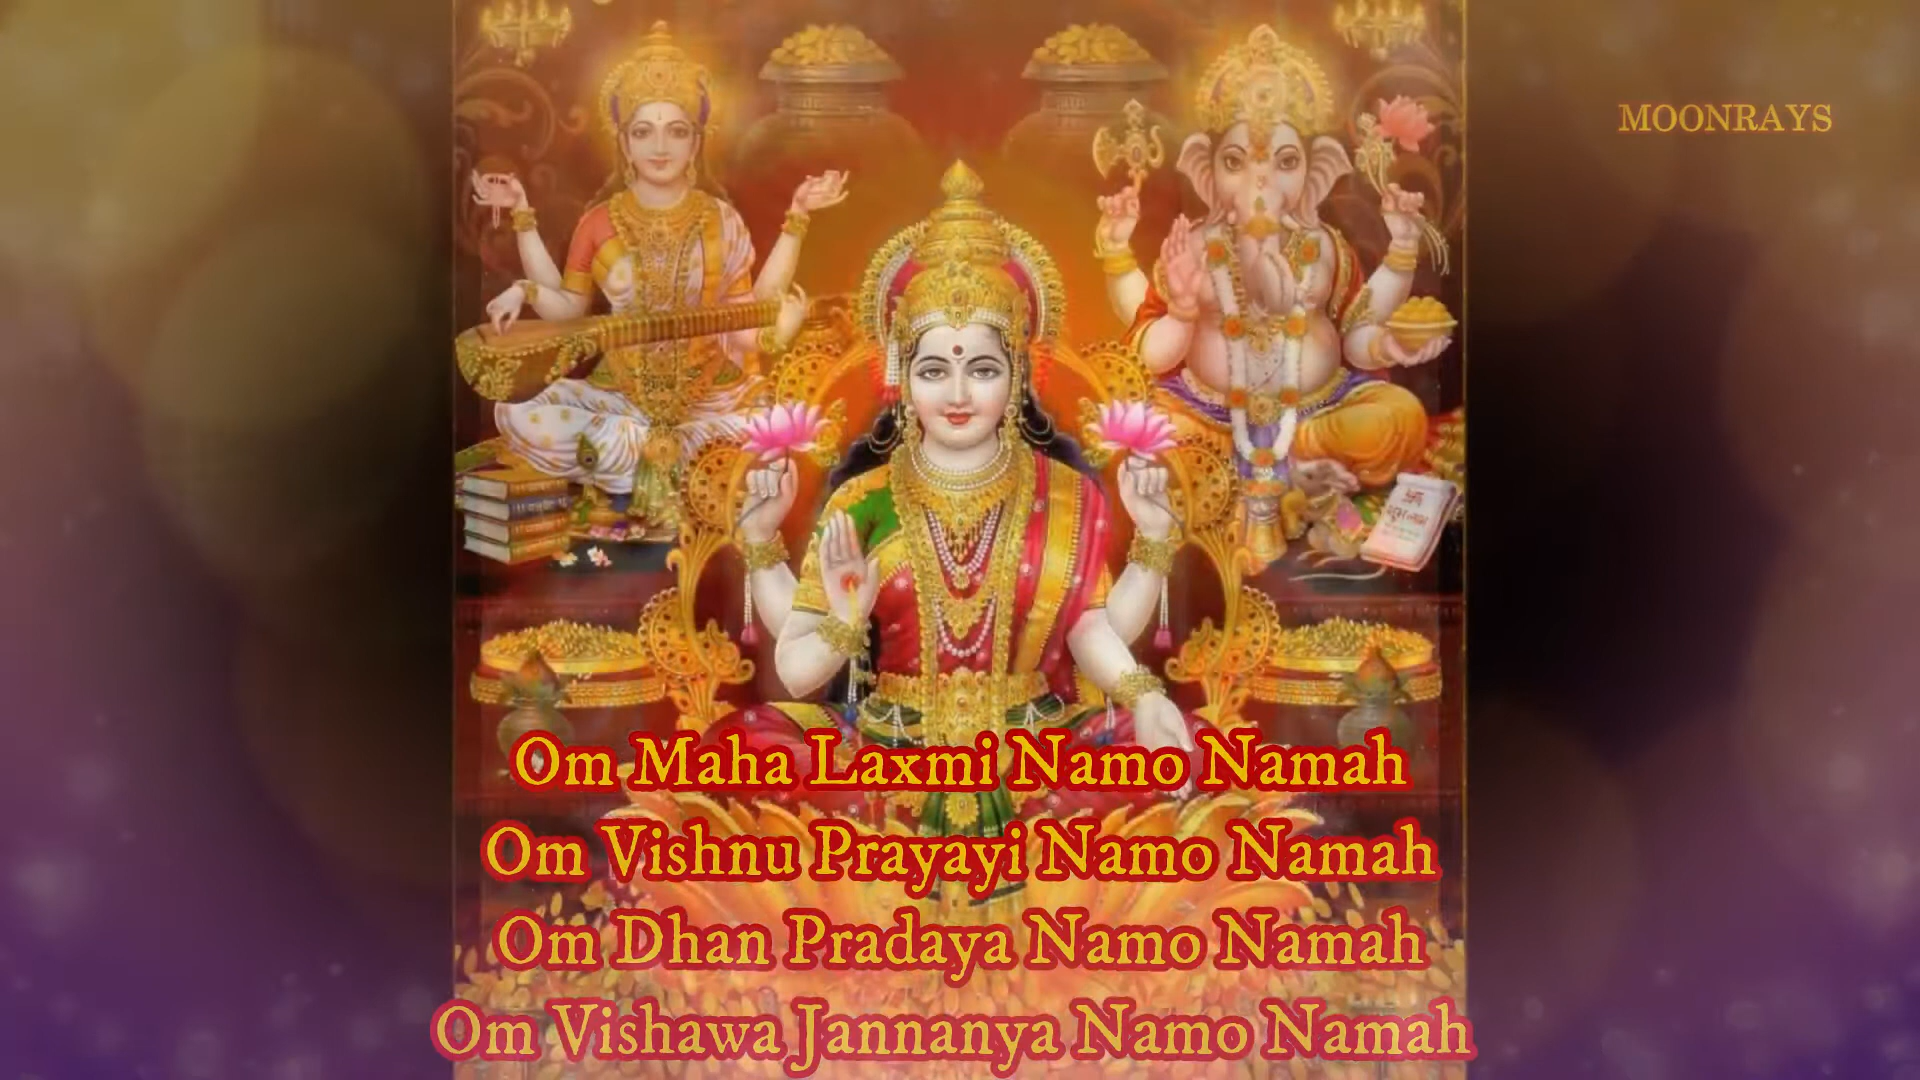 MOONRAYS
Om Maha Laxmi Namo Namah
Om Vishnu Prayayi Namo Namah
Om Dhan Pradaya Namo Namah
Om Vishawa Jannanya Namo Namah